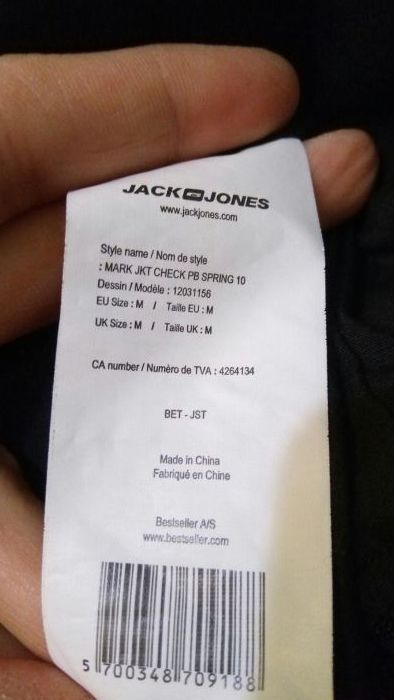 JACK JONES
www.jackjones.com
Style name / Nom de style
: MARK JKT CHECK PB SPRING 10
Dessin / Modèle : 12031156
EU Size : M / Taille EU : M
UK Size : M / Taille UK : M
CA number / Numéro de TVA : 4264134
BET - JST
Made in China
Fabriqué en Chine
Bestseller A/S
www.bestseller.com
5 700348 709188